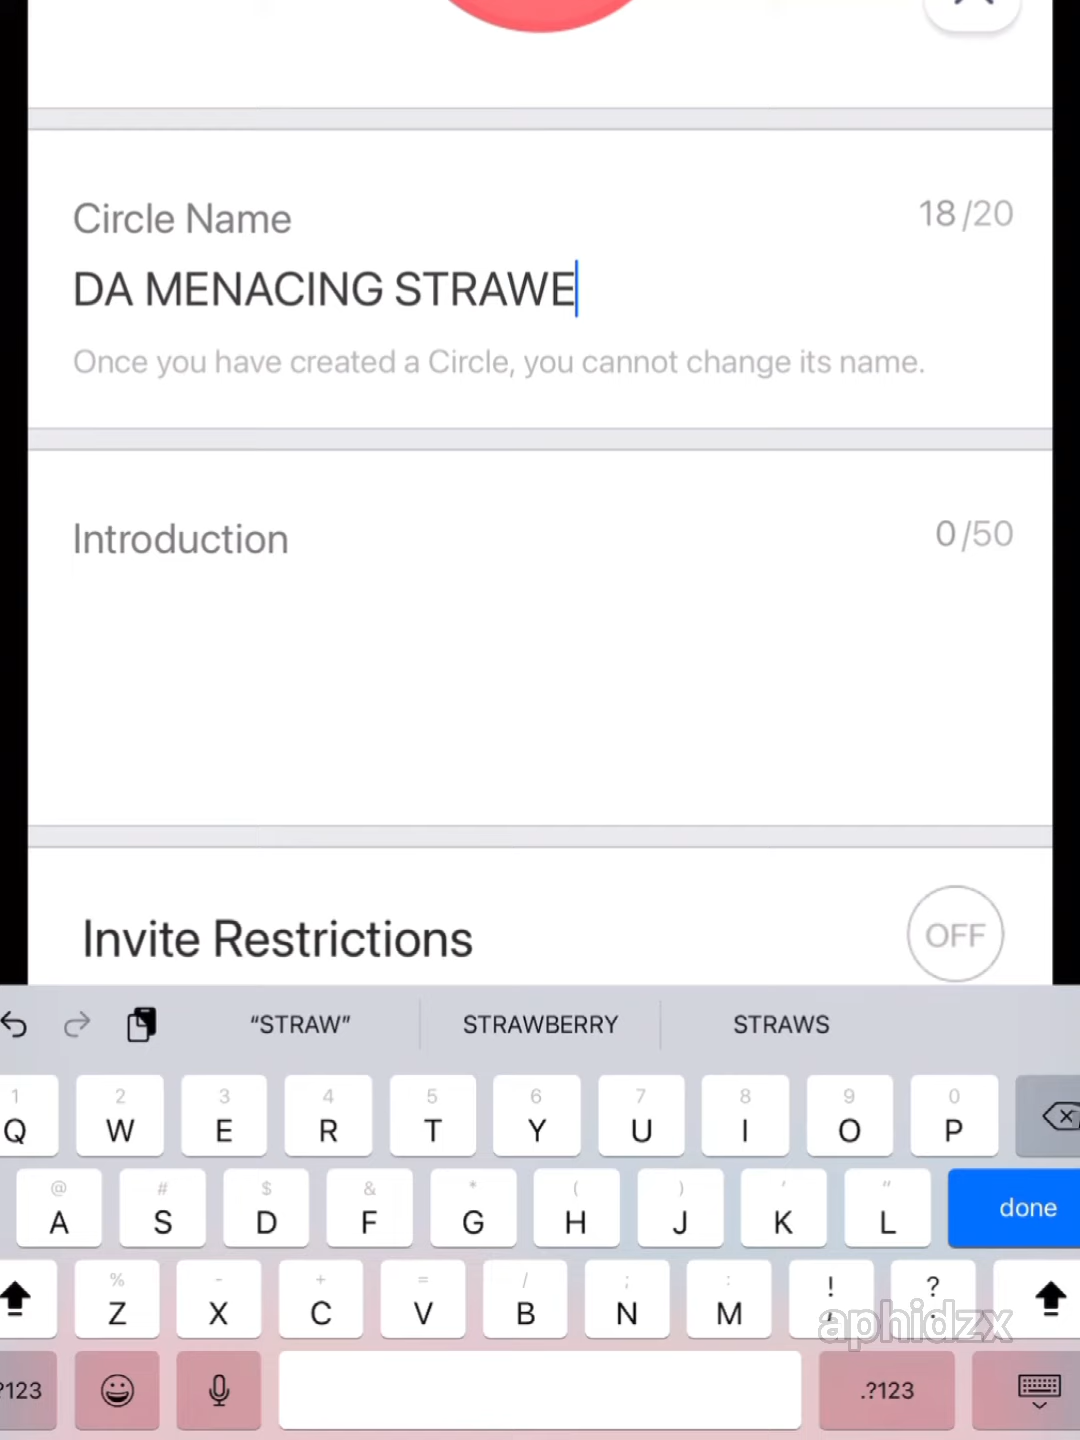 Circle Name
18/20
DA MENACING STRAWE
Once you have created a Circle, you cannot change its name.
Introduction
0/50
Invite Restrictions
OFF
“STRAW” STRAWBERRY STRAWS
1 2 3 4 5 6 7 8 9 0
Q W E R T Y U I O P
@ # $ & * ( ) ' "
A S D F G H J K L done
% - + = / ; : ! ?
Z X C V B N M , .
aphidzx
?123 .?123